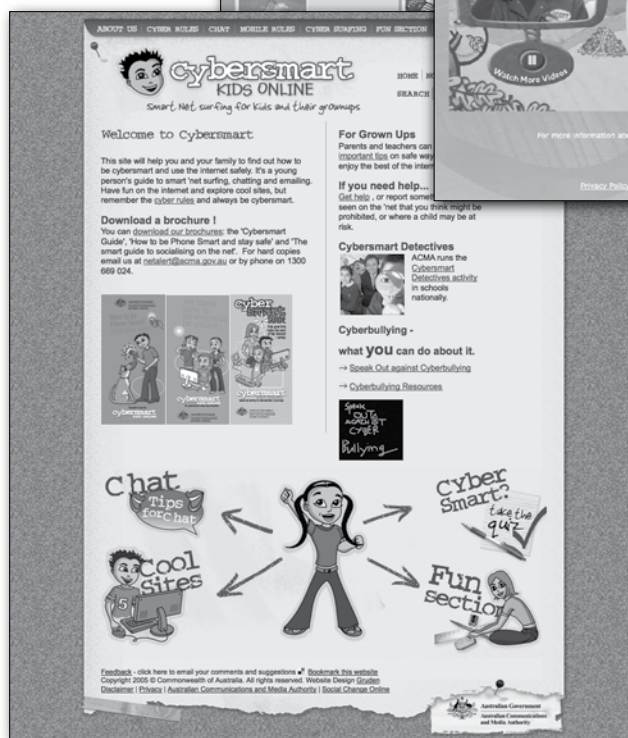 ABOUT US CYBER RULES CHAT MOBILE RULES CYBER SURFING FUN SECTION
cybersmart
KIDS ONLINE
Smart Net surfing for kids and their grownups
HOME
SEARCH
Welcome to Cybersmart
This site will help you and your family to find out how to
be cybersmart and use the internet safely. It's a young
person's guide to smart 'net surfing, chatting and emailing.
Have fun on the internet and explore cool sites, but
remember the cyber rules and always be cybersmart.
Download a brochure !
You can download our brochures: the 'Cybersmart
Guide', 'How to be Phone Smart and stay safe' and 'The
smart guide to socialising on the net'. For hard copies
email us at netalert@acma.gov.au or by phone on 1300
669 024.
For Grown Ups
Parents and teachers can
important tips on safe way
enjoy the best of the intern
If you need help...
Get help , or report someth
seen on the 'net that you think might be
prohibited, or where a child may be at
risk.
Cybersmart Detectives
ACMA runs the
Cybersmart
Detectives activity
in schools
nationally.
Cyberbullying -
what you can do about it.
→ Speak Out against Cyberbullying
→ Cyberbullying Resources
Speak
OUT
AGAINST
CYBER
Bullying
cyber
GUIDE
cybersmart
cybersmart
cybersmart
Chat
Tips
for Chat
Cyber
Smart?
take the
quiz
Cool
Sites
5
Fun
section
Feedback - click here to email your comments and suggestions Bookmark this website
Copyright 2005 © Commonwealth of Australia. All rights reserved. Website Design Gruden
Disclaimer | Privacy | Australian Communications and Media Authority | Social Change Online
Australian Government
Australian Communications
and Media Authority
Watch More Videos
For more information abo
Privacy Policy